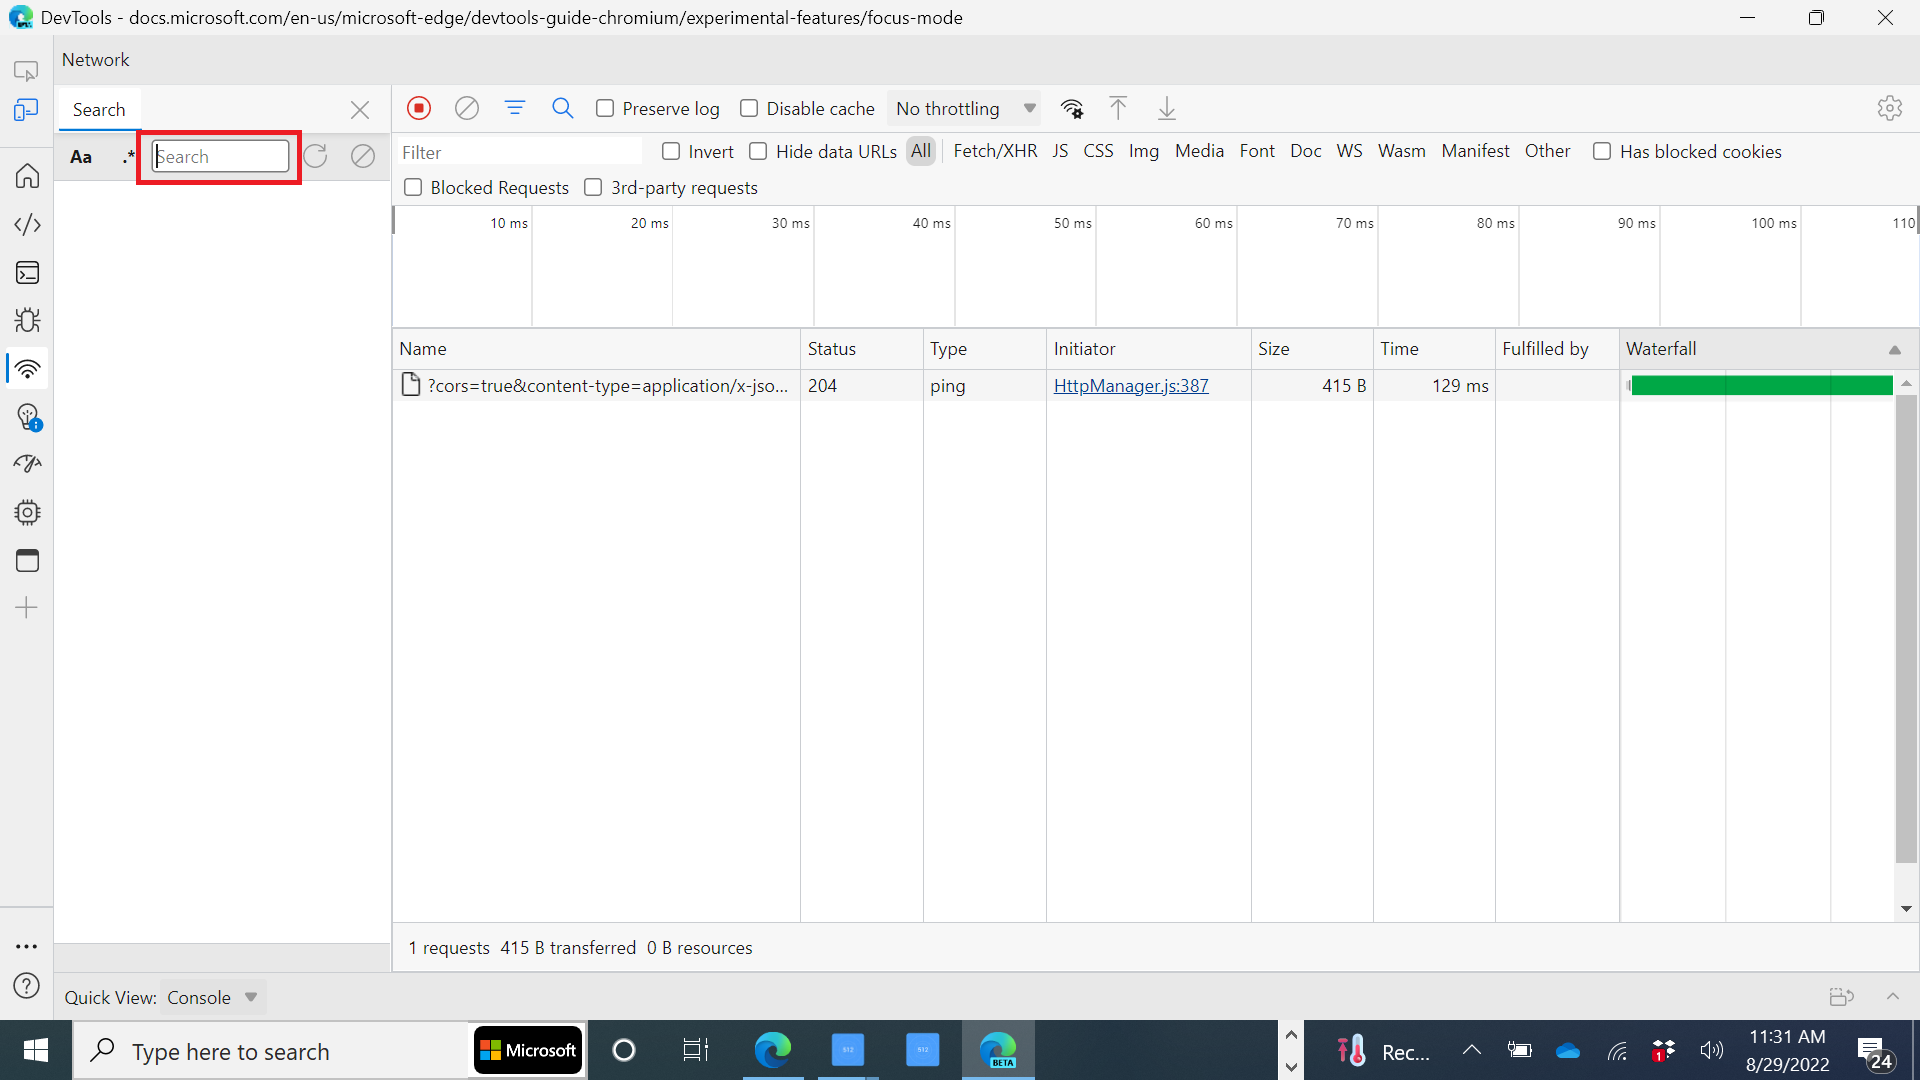 DevTools - docs.microsoft.com/en-us/microsoft-edge/devtools-guide-chromium/experimental-features/focus-mode
Network
Search
Preserve log
Disable cache
No throttling
Aa
.*
Search
Filter
Invert
Hide data URLs
All
Fetch/XHR
JS
CSS
Img
Media
Font
Doc
WS
Wasm
Manifest
Other
Has blocked cookies
Blocked Requests
3rd-party requests
10 ms
20 ms
30 ms
40 ms
50 ms
60 ms
70 ms
80 ms
90 ms
100 ms
110
Name
Status
Type
Initiator
Size
Time
Fulfilled by
Waterfall
?cors=true&content-type=application/x-jso...
204
ping
HttpManager.js:387
415 B
129 ms
1 requests 415 B transferred 0 B resources
Quick View: Console
Type here to search
Microsoft
512
512
BETA
Rec...
1
11:31 AM
8/29/2022
24